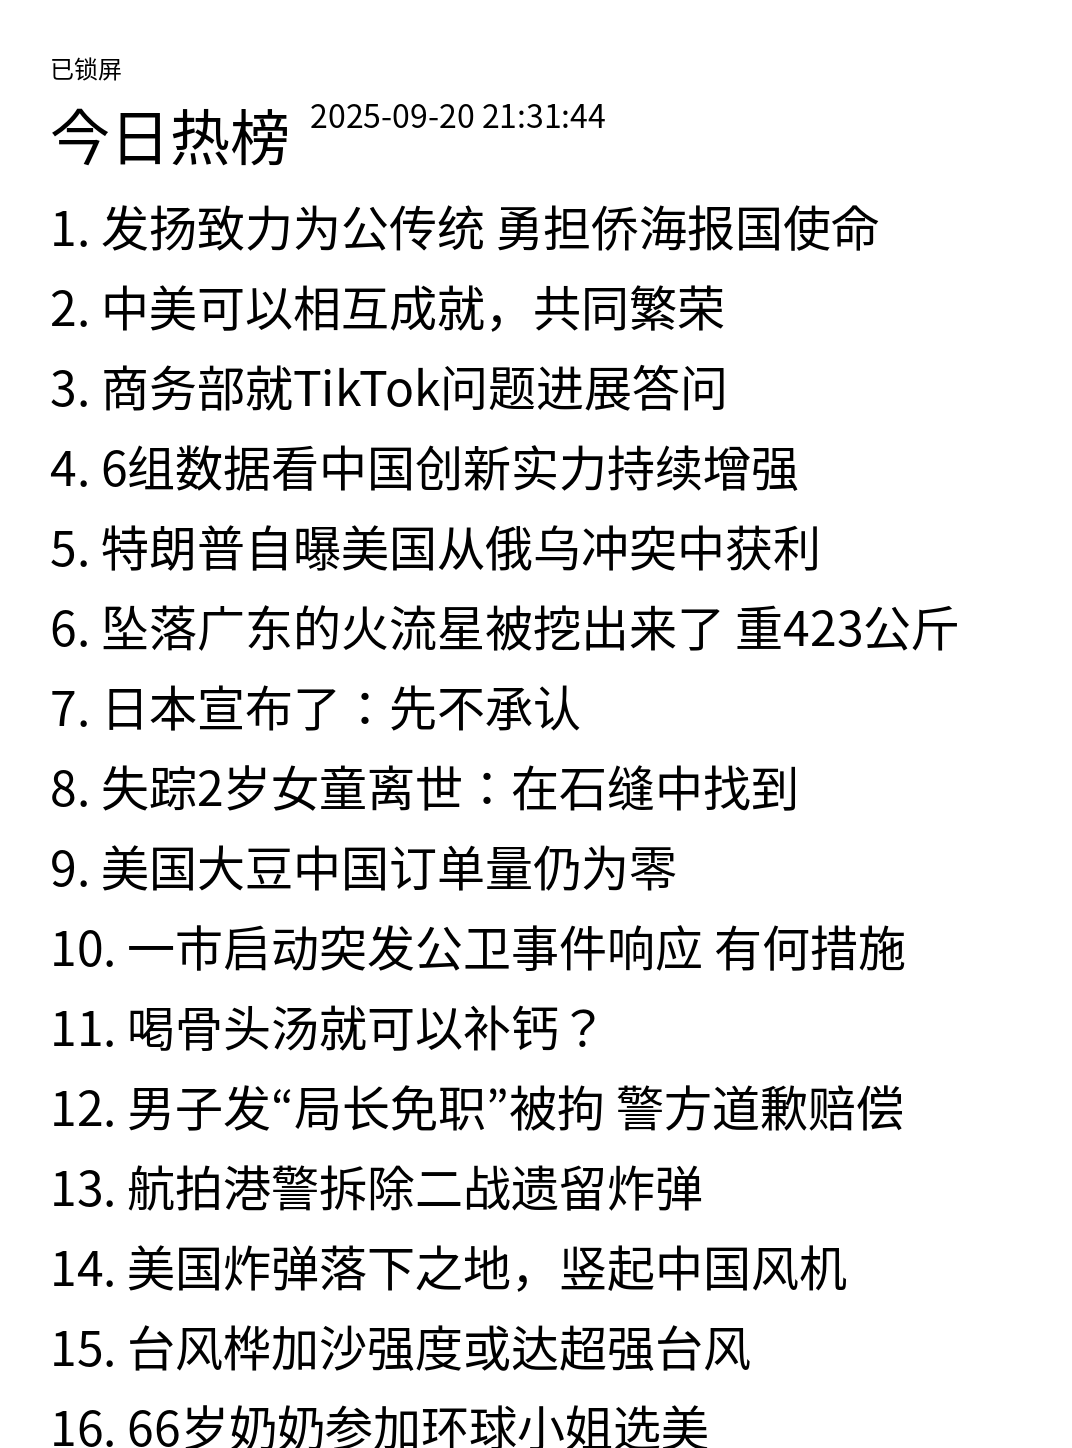 已锁屏
今日热榜 2025-09-20 21:31:44
1. 发扬致力为公传统 勇担侨海报国使命
2. 中美可以相互成就，共同繁荣
3. 商务部就TikTok问题进展答问
4. 6组数据看中国创新实力持续增强
5. 特朗普自曝美国从俄乌冲突中获利
6. 坠落广东的火流星被挖出来了 重423公斤
7. 日本宣布了：先不承认
8. 失踪2岁女童离世：在石缝中找到
9. 美国大豆中国订单量仍为零
10. 一市启动突发公卫事件响应 有何措施
11. 喝骨头汤就可以补钙？
12. 男子发“局长免职”被拘 警方道歉赔偿
13. 航拍港警拆除二战遗留炸弹
14. 美国炸弹落下之地，竖起中国风机
15. 台风桦加沙强度或达超强台风
16. 66岁奶奶参加环球小姐选美